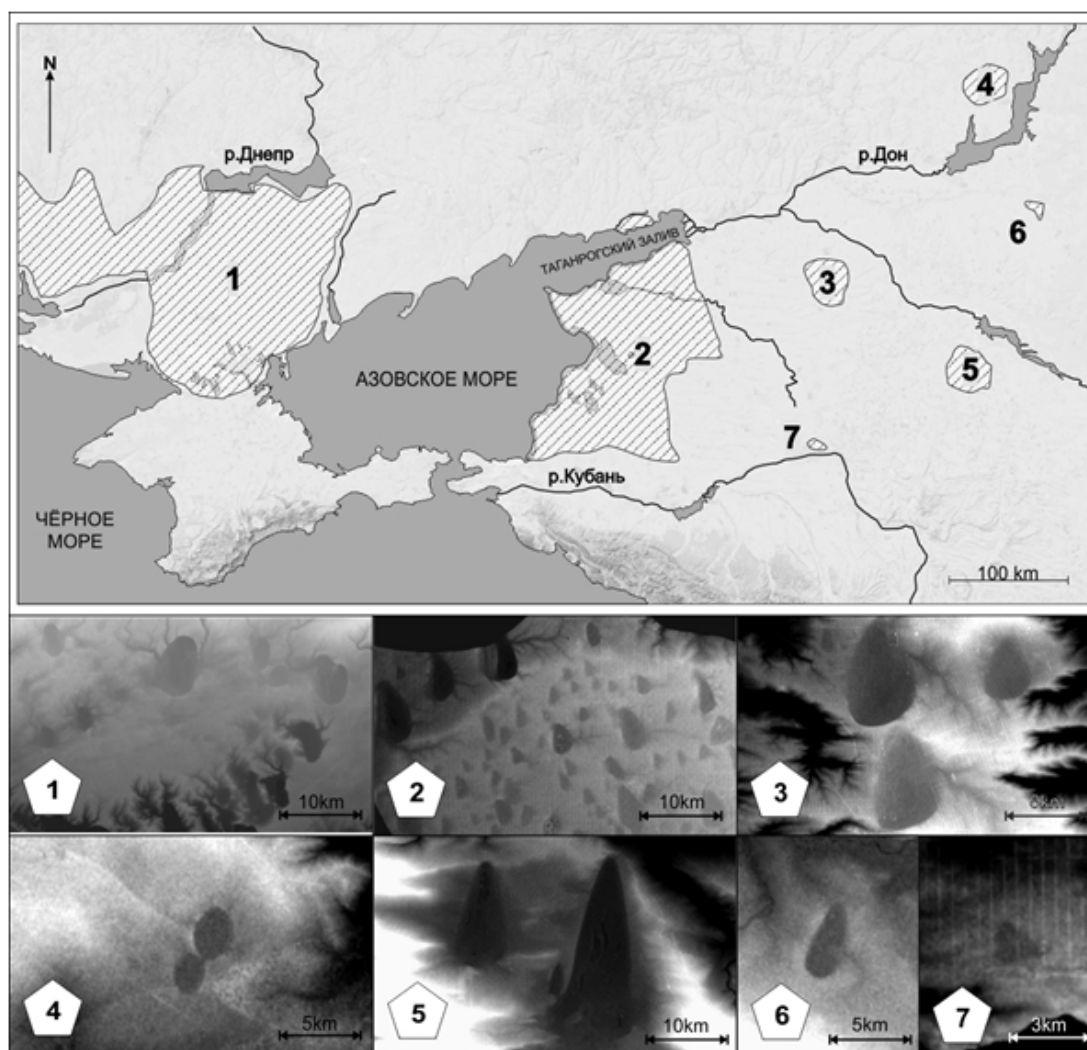 N
4
р.Днепр
р.Дон
6
ТАГАНРОГСКИЙ ЗАЛИВ
1
3
2
5
АЗОВСКОЕ МОРЕ
7
р.Кубань
ЧЁРНОЕ
МОРЕ
100 km
1
10km
2
10km
3
4
5km
5
10km
6
5km
7
3km